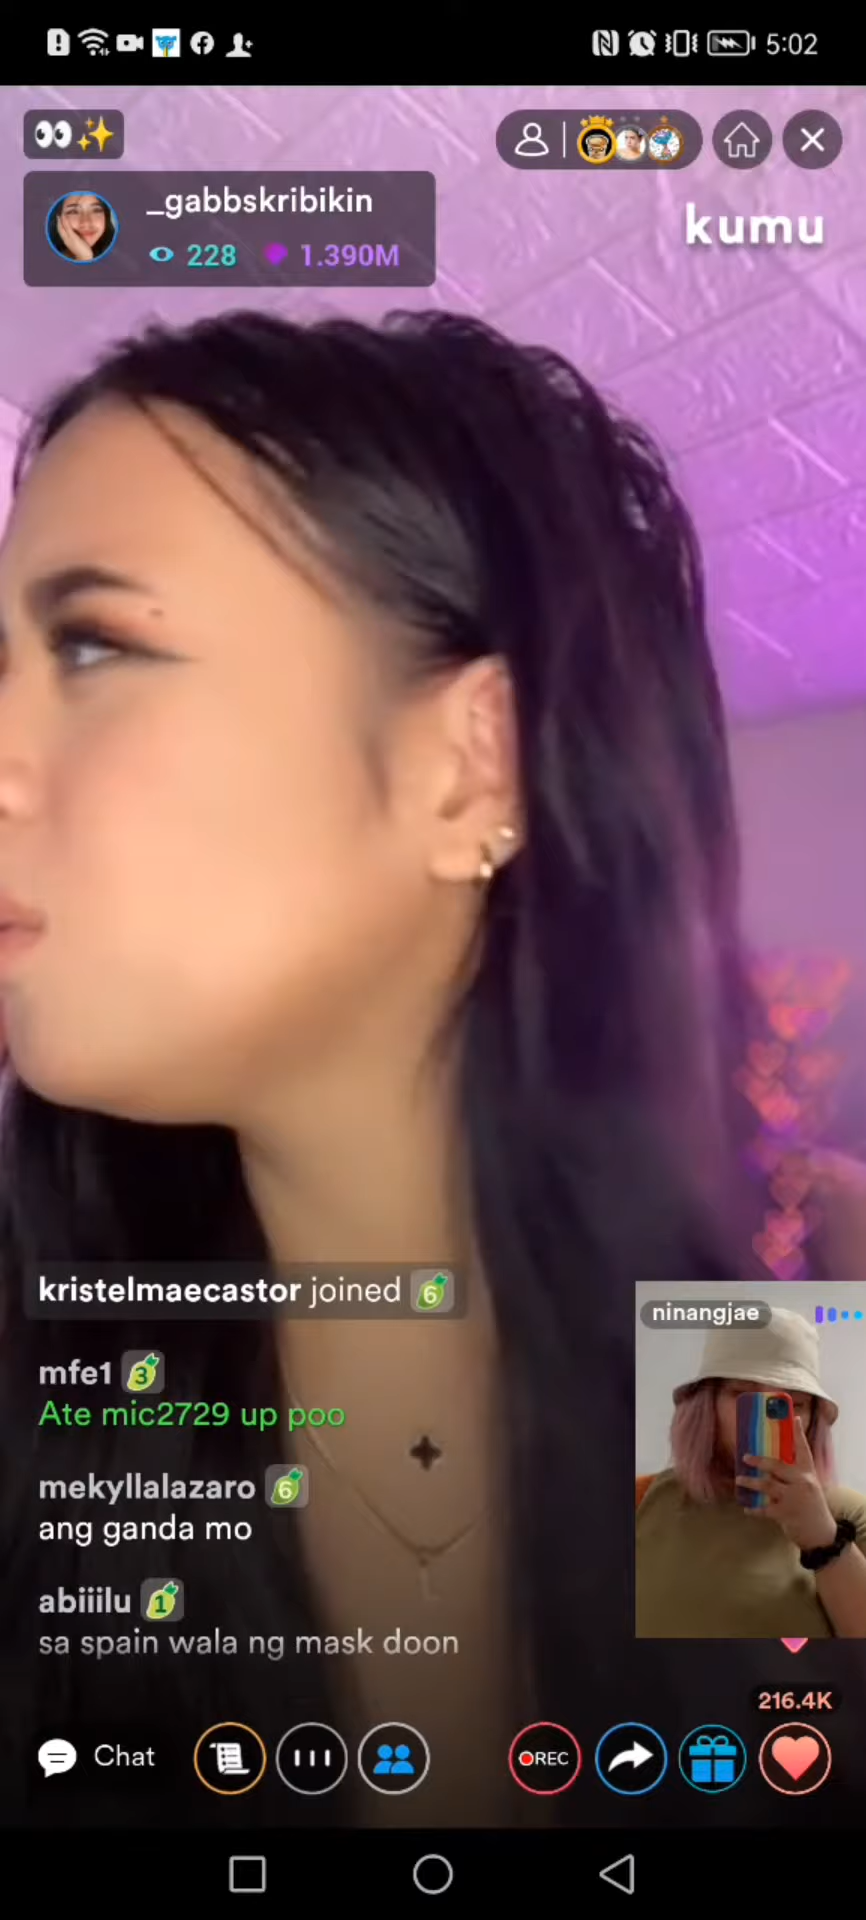 5:02
_gabbskribikin
228 1.390M
kumu
kristelmaecastor joined 6
mfe1 3
Ate mic2729 up poo
mekyllalazaro 6
ang ganda mo
abiiilu 1
sa spain wala ng mask doon
ninangjae
216.4K
Chat
REC